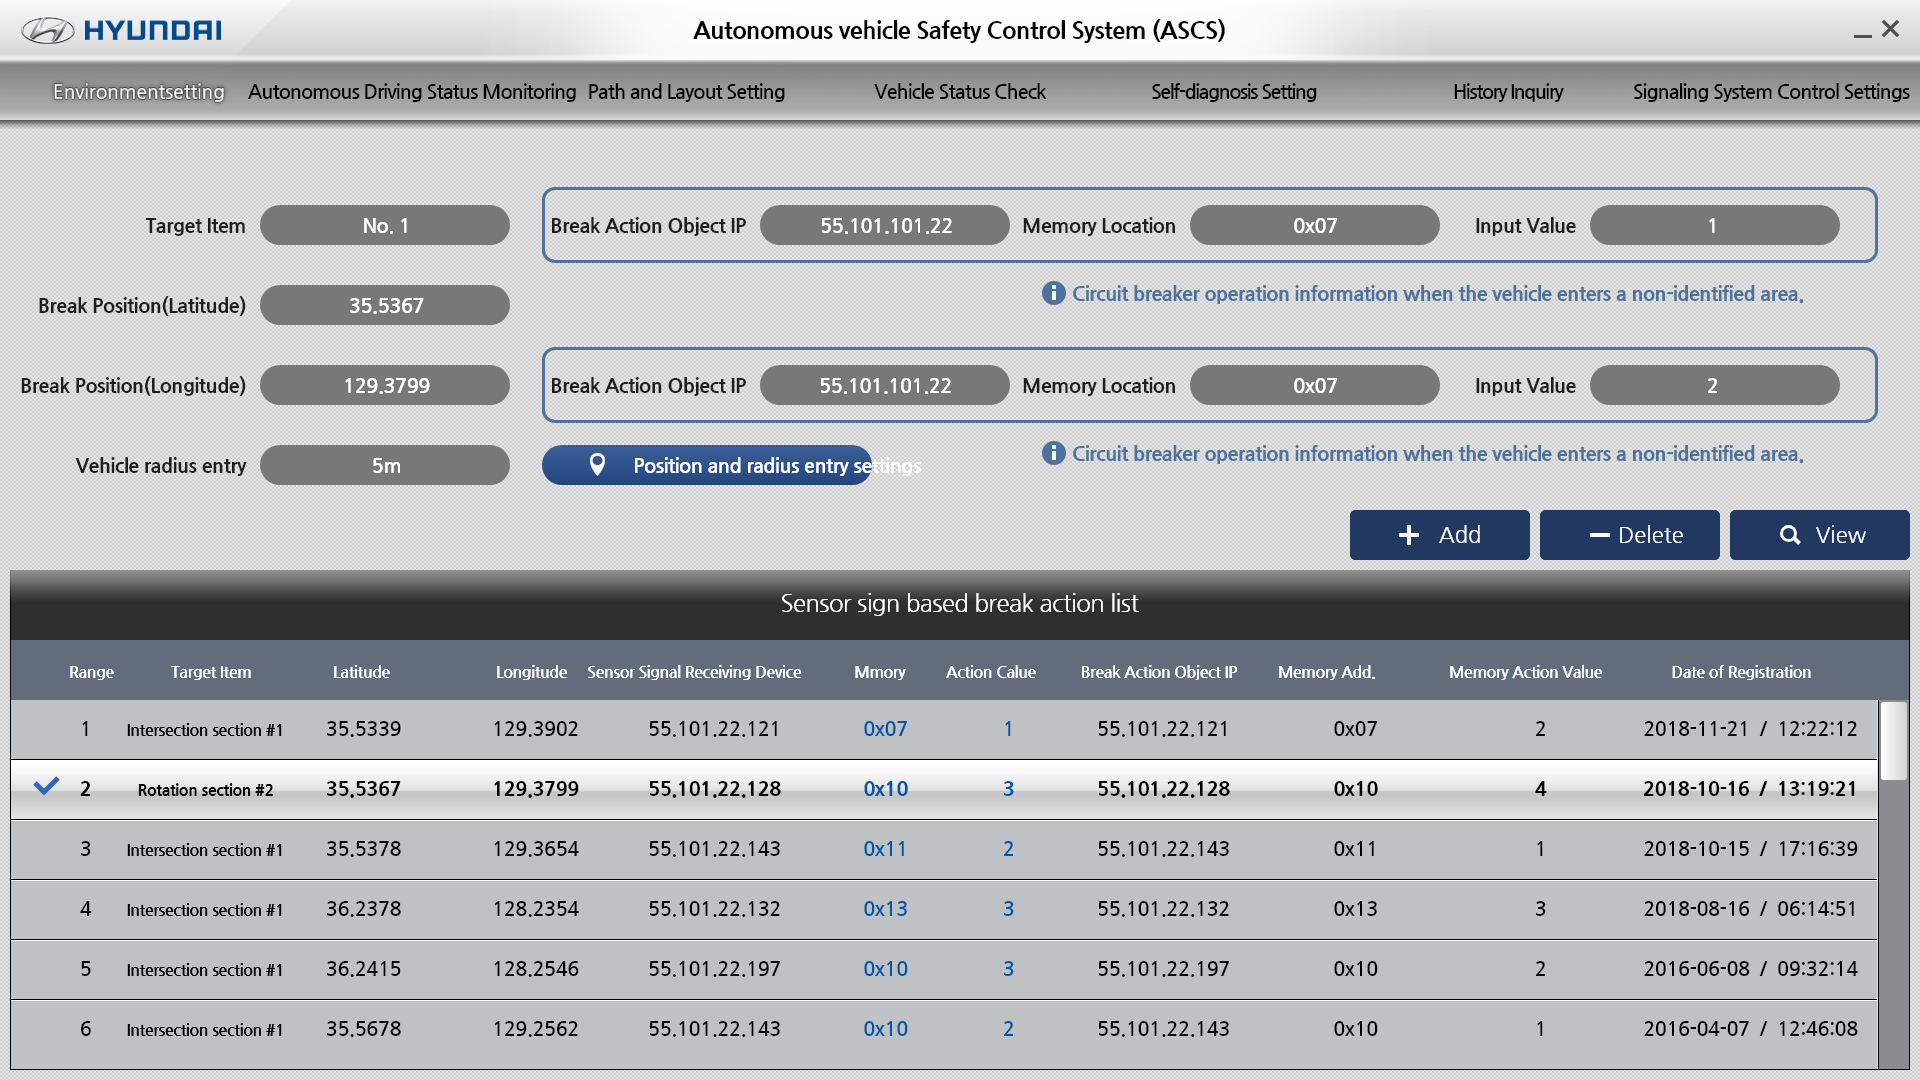 HYUNDAI
Autonomous vehicle Safety Control System (ASCS)
Environmentsetting Autonomous Driving Status Monitoring Path and Layout Setting Vehicle Status Check Self-diagnosis Setting History Inquiry Signaling System Control Settings
Target Item No. 1 Break Action Object IP 55.101.101.22 Memory Location 0x07 Input Value 1
Circuit breaker operation information when the vehicle enters a non-identified area.
Break Position(Latitude) 35.5367
Break Position(Longitude) 129.3799 Break Action Object IP 55.101.101.22 Memory Location 0x07 Input Value 2
Circuit breaker operation information when the vehicle enters a non-identified area.
Vehicle radius entry 5m Position and radius entry settings
Add Delete View
Sensor sign based break action list
Range Target Item Latitude Longitude Sensor Signal Receiving Device Mmory Action Calue Break Action Object IP Memory Add. Memory Action Value Date of Registration
1 Intersection section #1 35.5339 129.3902 55.101.22.121 0x07 1 55.101.22.121 0x07 2 2018-11-21 / 12:22:12
2 Rotation section #2 35.5367 129.3799 55.101.22.128 0x10 3 55.101.22.128 0x10 4 2018-10-16 / 13:19:21
3 Intersection section #1 35.5378 129.3654 55.101.22.143 0x11 2 55.101.22.143 0x11 1 2018-10-15 / 17:16:39
4 Intersection section #1 36.2378 128.2354 55.101.22.132 0x13 3 55.101.22.132 0x13 3 2018-08-16 / 06:14:51
5 Intersection section #1 36.2415 128.2546 55.101.22.197 0x10 3 55.101.22.197 0x10 2 2016-06-08 / 09:32:14
6 Intersection section #1 35.5678 129.2562 55.101.22.143 0x10 2 55.101.22.143 0x10 1 2016-04-07 / 12:46:08